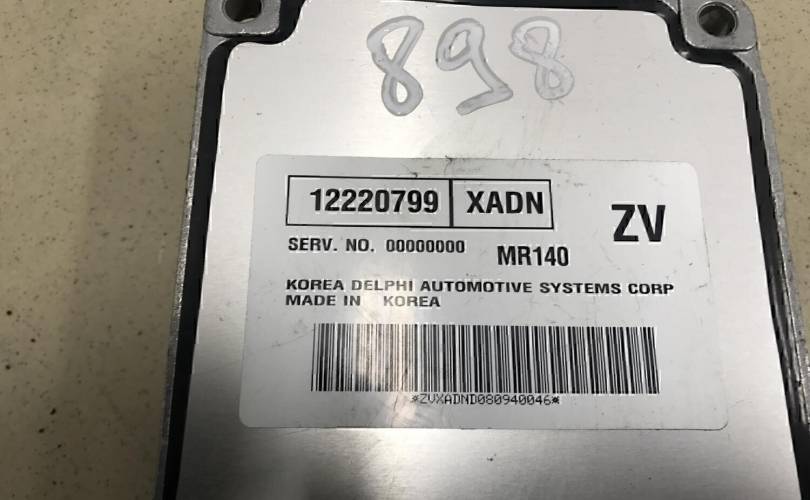 898
12220799 XADN
ZV
SERV. NO. 00000000 MR140
KOREA DELPHI AUTOMOTIVE SYSTEMS CORP
MADE IN KOREA
*ZVXADND080940046*